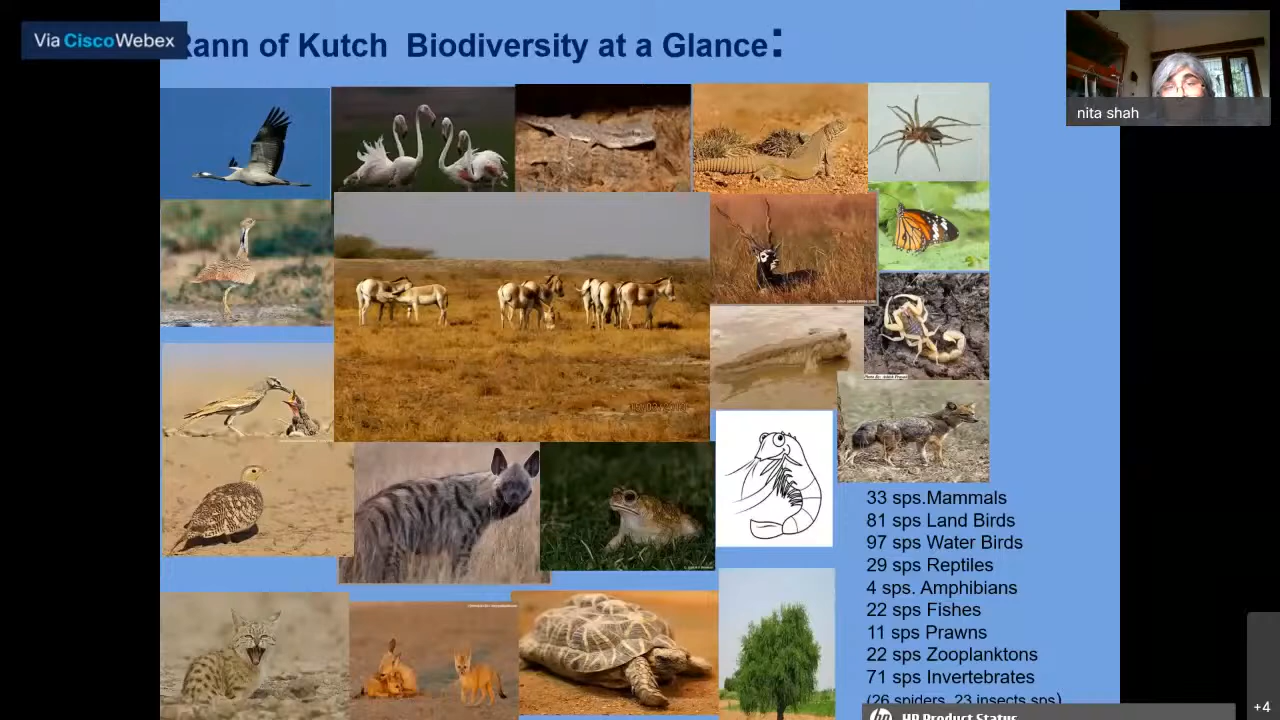 Via Cisco Webex
Rann of Kutch Biodiversity at a Glance:
nita shah
33 sps.Mammals
81 sps Land Birds
97 sps Water Birds
29 sps Reptiles
4 sps. Amphibians
22 sps Fishes
11 sps Prawns
22 sps Zooplanktons
71 sps Invertebrates
(26 spiders, 23 insects sps)
HP Product Status
+4